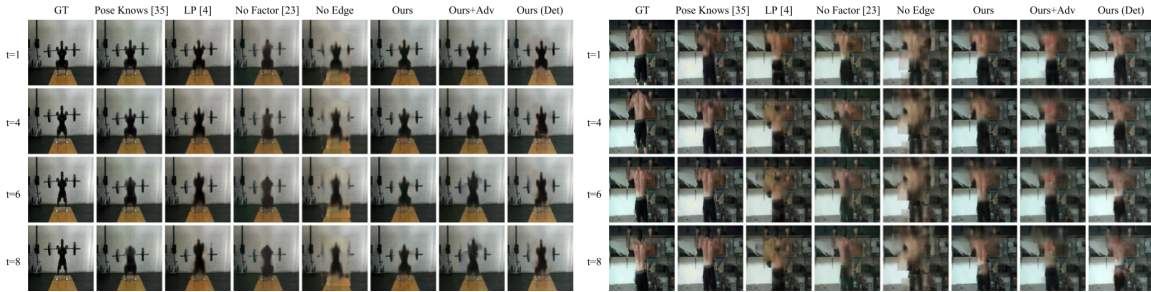 GT Pose Knows [35] LP [4] No Factor [23] No Edge Ours Ours+Adv Ours (Det) GT Pose Knows [35] LP [4] No Factor [23] No Edge Ours Ours+Adv Ours (Det)
t=1 t=1
t=4 t=4
t=6 t=6
t=8 t=8